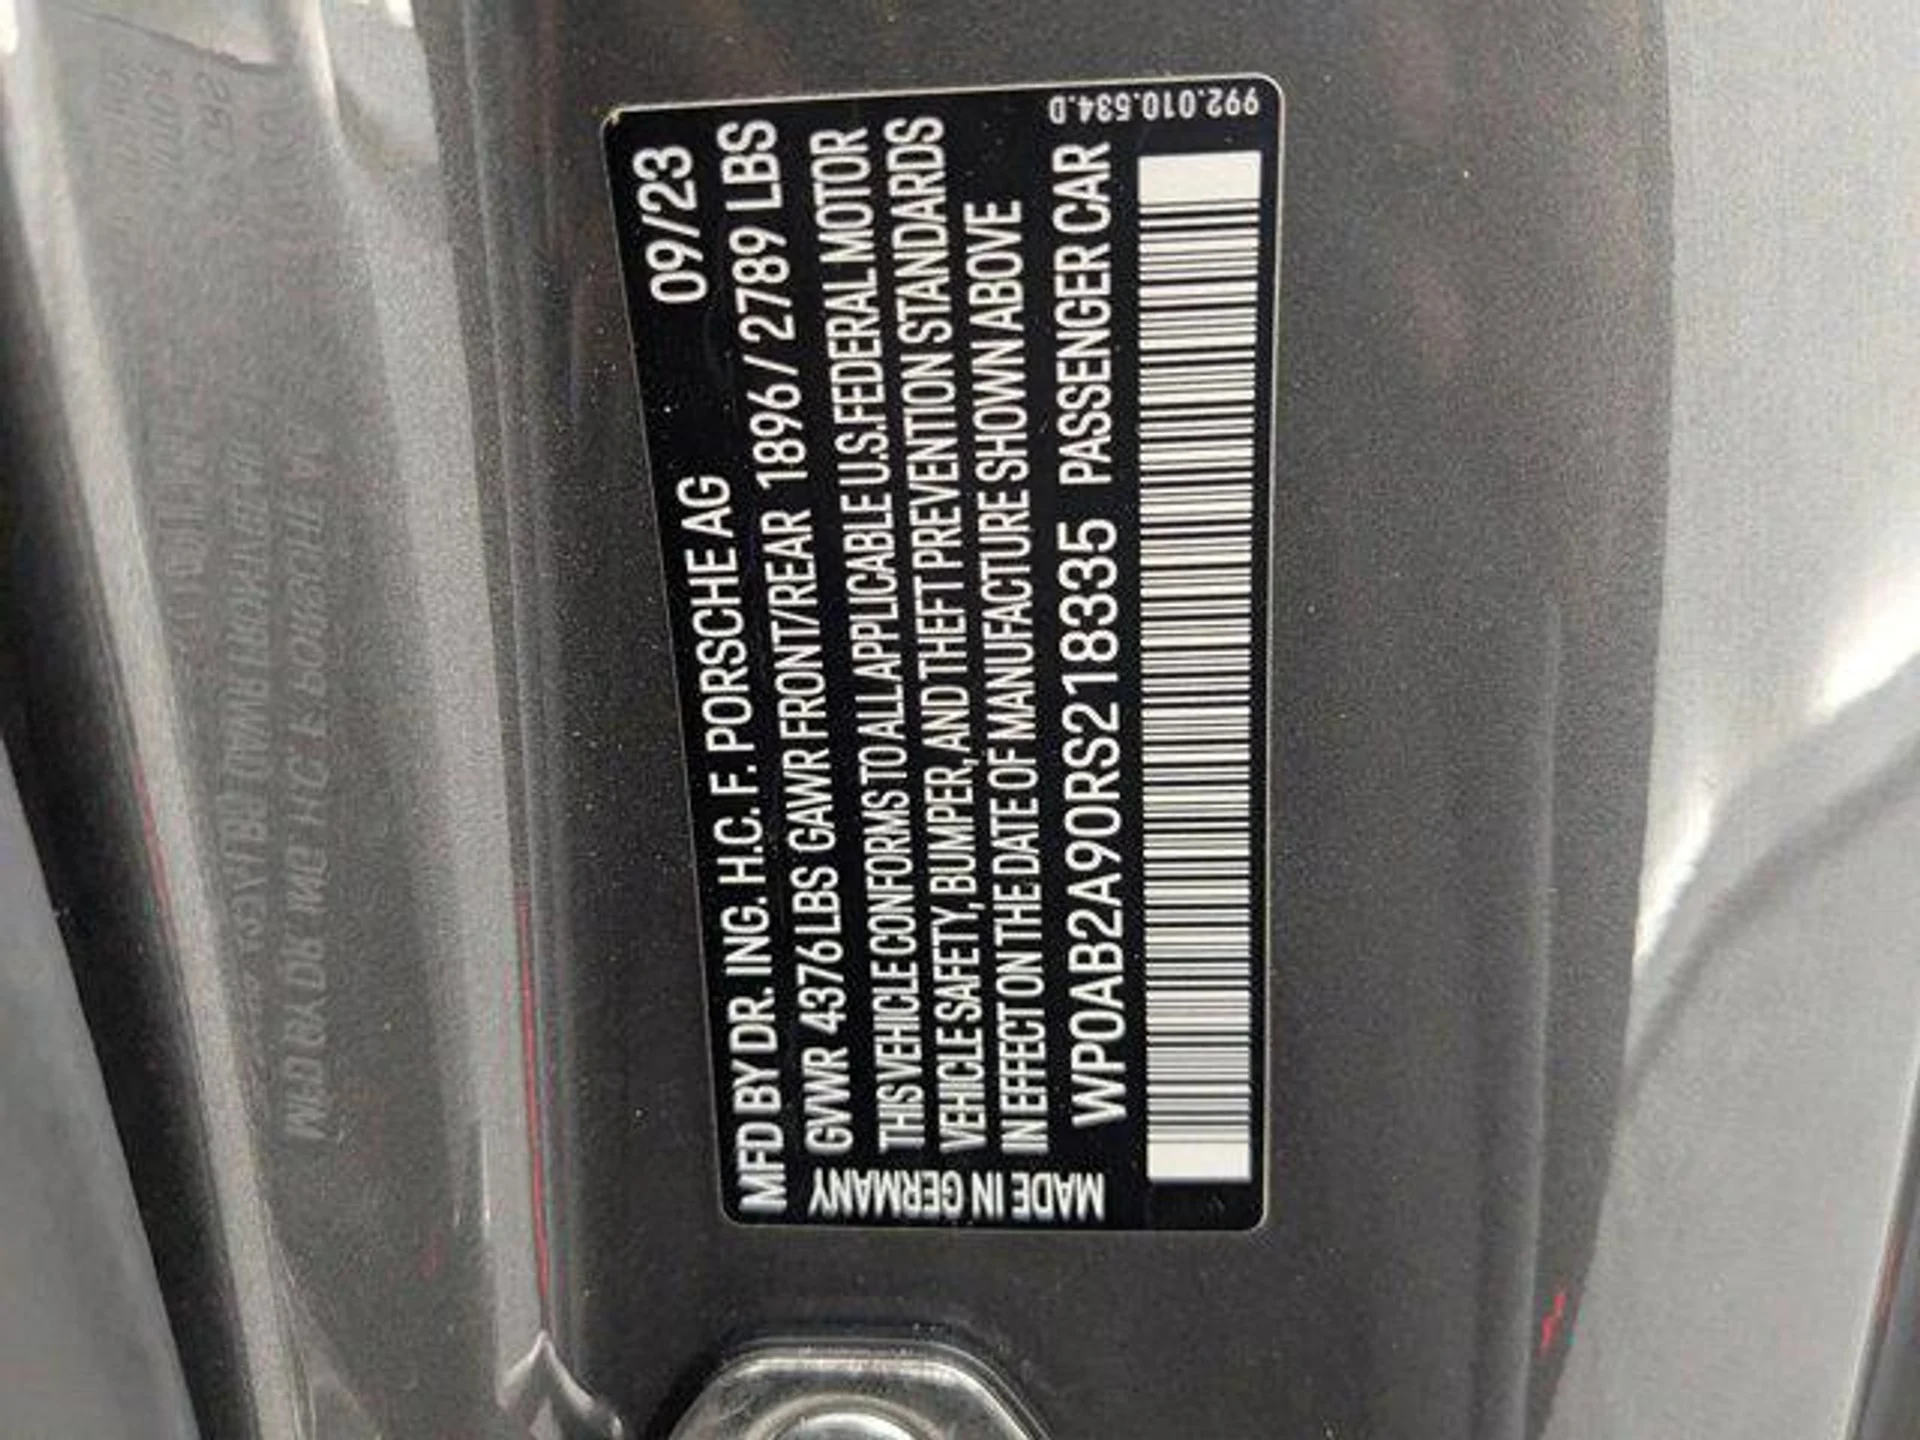 MFD BY DR. ING. H.C. F. PORSCHE AG 09/23
GVWR 4376 LBS GAWR FRONT/REAR 1896/2789 LBS
THIS VEHICLE CONFORMS TO ALL APPLICABLE U.S. FEDERAL MOTOR
VEHICLE SAFETY, BUMPER, AND THEFT PREVENTION STANDARDS
IN EFFECT ON THE DATE OF MANUFACTURE SHOWN ABOVE
WP0AB2A90RS218335 PASSENGER CAR
MADE IN GERMANY
992.010.534.D